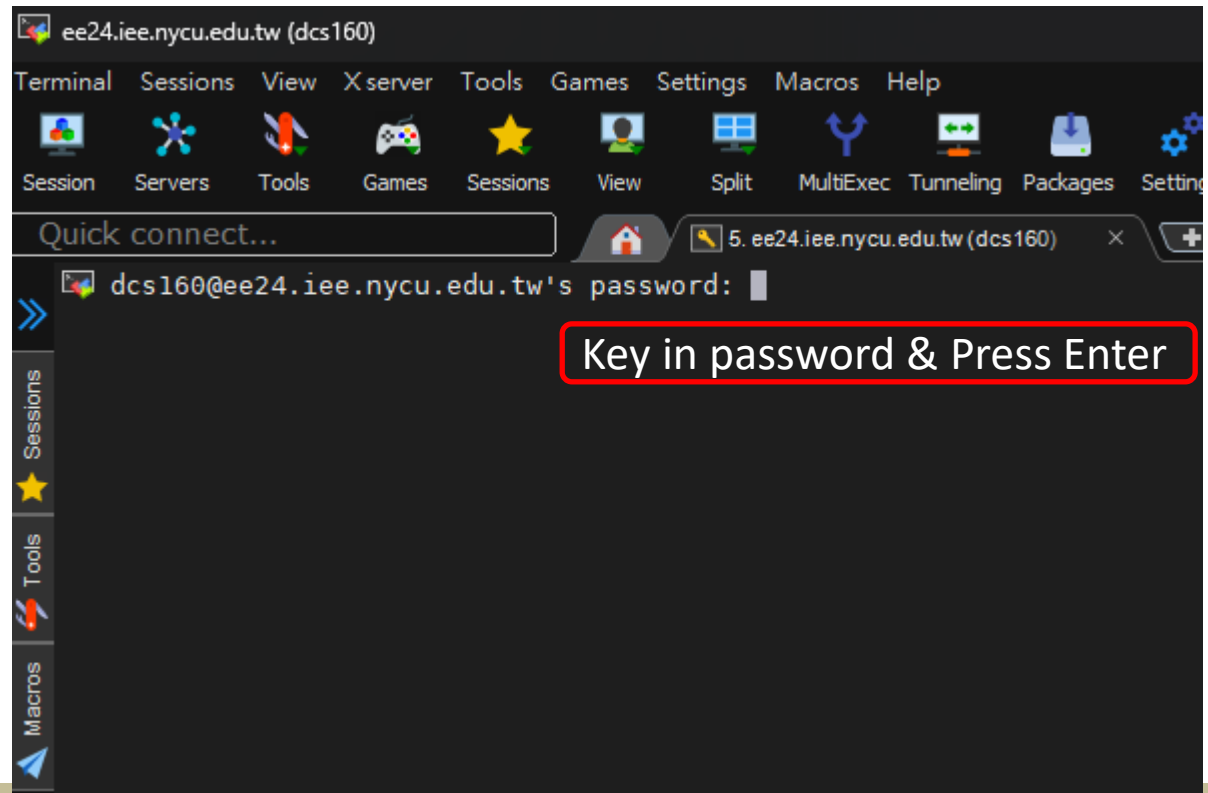 ee24.iee.nycu.edu.tw (dcs160)
Terminal Sessions View X server Tools Games Settings Macros Help
Session Servers Tools Games Sessions View Split MultiExec Tunneling Packages Setting
Quick connect...
5. ee24.iee.nycu.edu.tw (dcs160)
dcs160@ee24.iee.nycu.edu.tw's password:
Key in password & Press Enter
Sessions
Tools
Macros